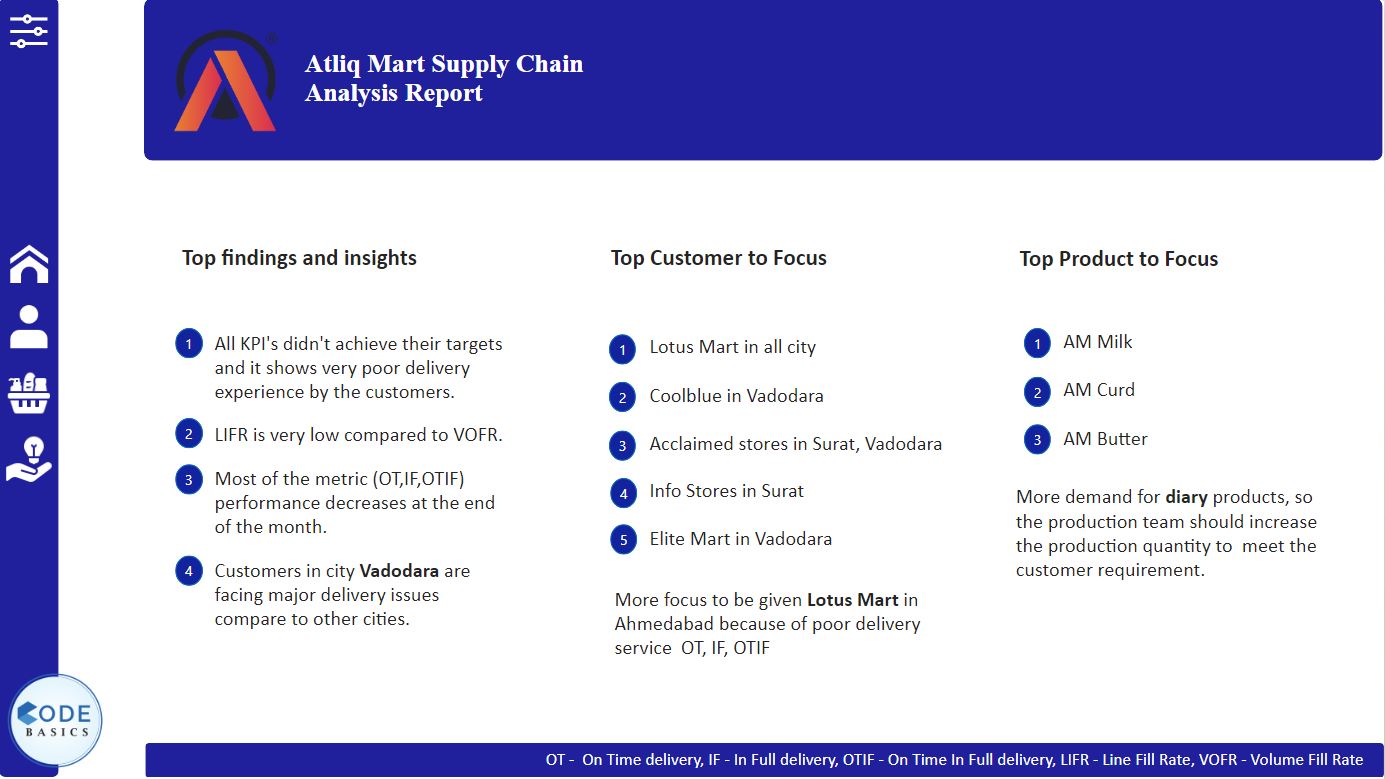 ®
Atliq Mart Supply Chain
Analysis Report
Top findings and insights
1
All KPI's didn't achieve their targets
and it shows very poor delivery
experience by the customers.
2
LIFR is very low compared to VOFR.
3
Most of the metric (OT,IF,OTIF)
performance decreases at the end
of the month.
4
Customers in city Vadodara are
facing major delivery issues
compare to other cities.
Top Customer to Focus
1
Lotus Mart in all city
2
Coolblue in Vadodara
3
Acclaimed stores in Surat, Vadodara
4
Info Stores in Surat
5
Elite Mart in Vadodara
More focus to be given Lotus Mart in
Ahmedabad because of poor delivery
service  OT, IF, OTIF
Top Product to Focus
1
AM Milk
2
AM Curd
3
AM Butter
More demand for diary products, so
the production team should increase
the production quantity to  meet the
customer requirement.
CODE
BASICS
OT -  On Time delivery, IF - In Full delivery, OTIF - On Time In Full delivery, LIFR - Line Fill Rate, VOFR - Volume Fill Rate